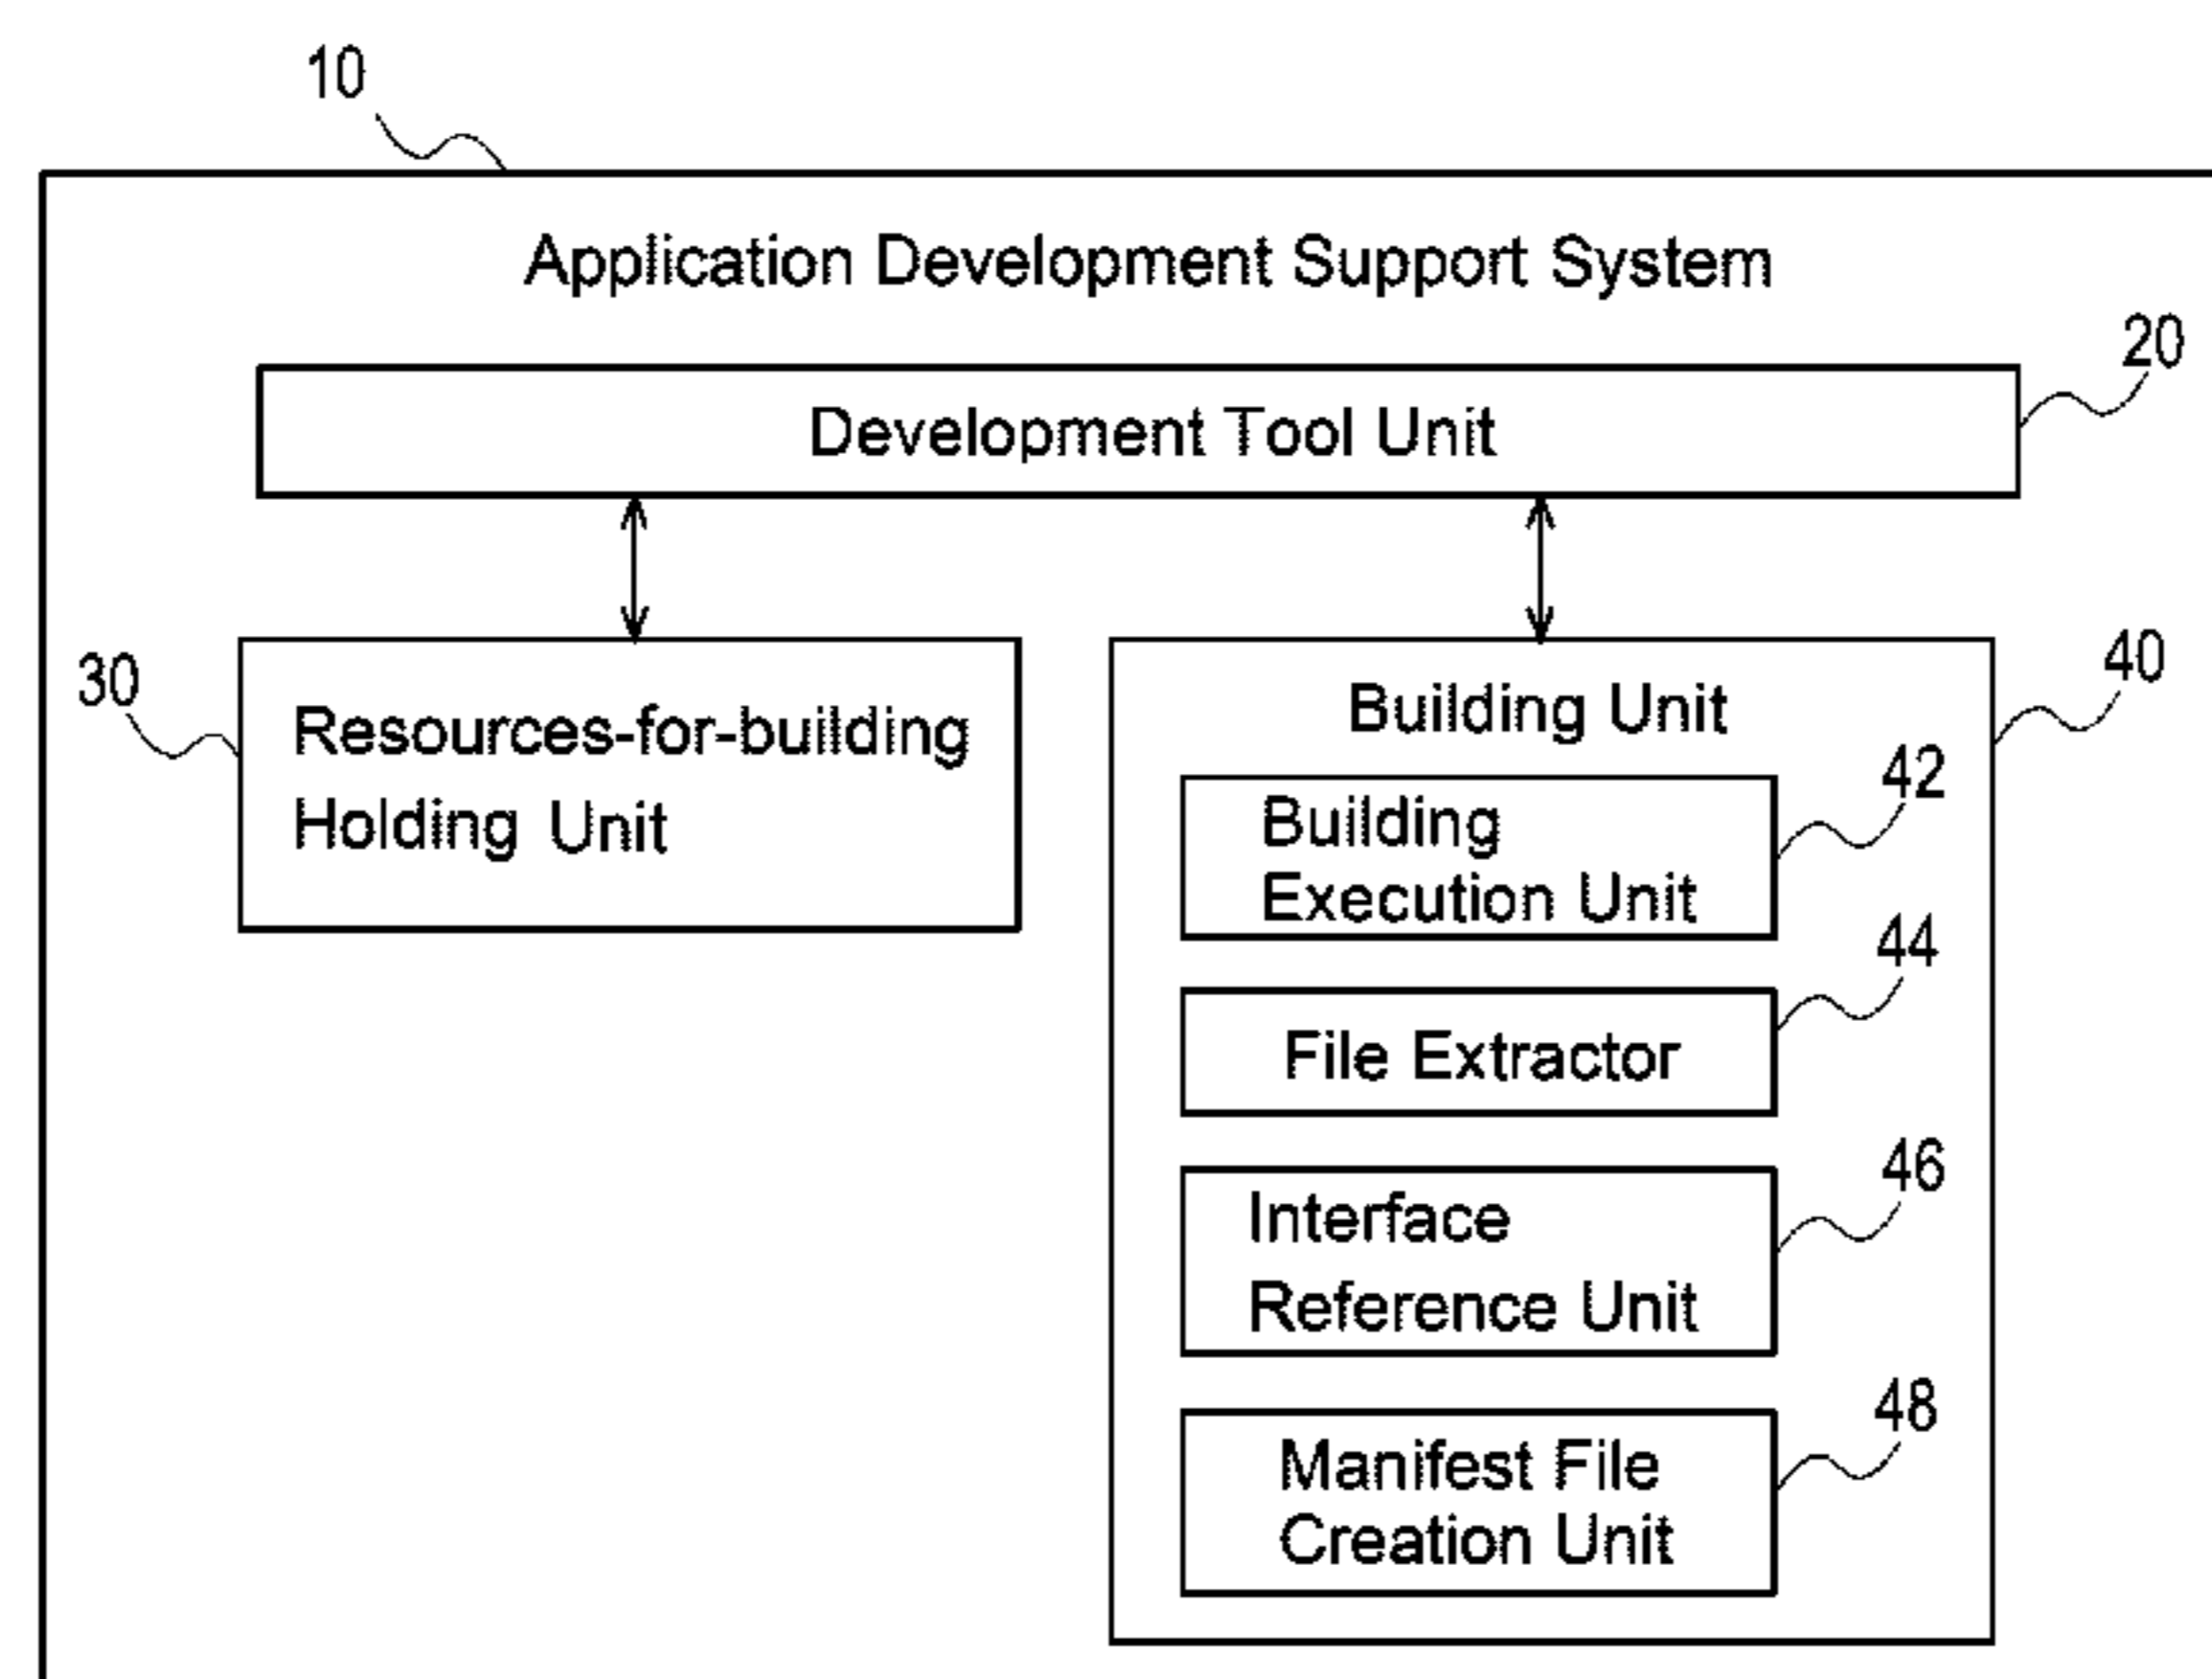 10
Application Development Support System
20
Development Tool Unit
30
Resources-for-building
Holding Unit
40
Building Unit
42
Building
Execution Unit
44
File Extractor
46
Interface
Reference Unit
48
Manifest File
Creation Unit